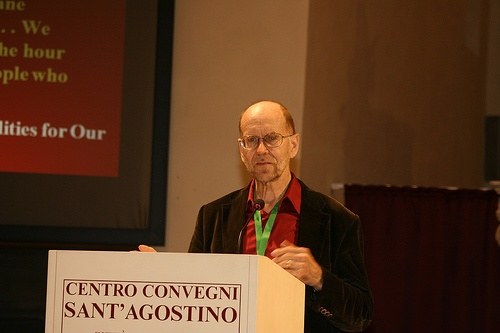 . . We
he hour
ople who
lities for Our
CENTRO CONVEGNI
SANT'AGOSTINO